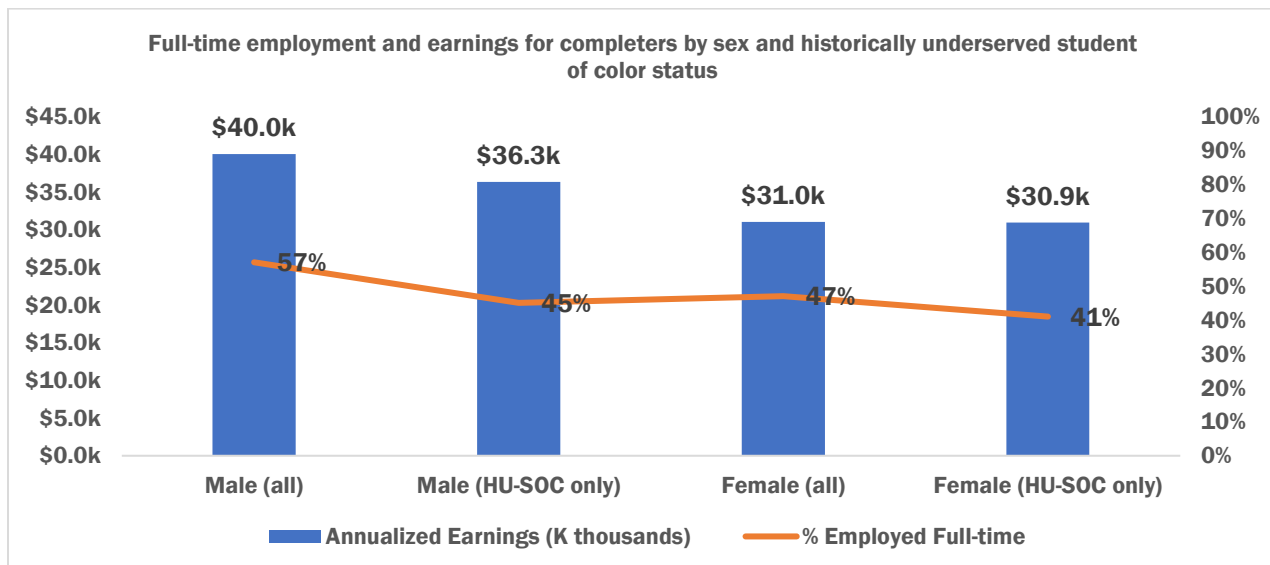 Full-time employment and earnings for completers by sex and historically underserved student
of color status
$45.0k
$40.0k
$35.0k
$30.0k
$25.0k
$20.0k
$15.0k
$10.0k
$5.0k
$0.0k
$40.0k
$36.3k
$31.0k
$30.9k
57%
45%
47%
41%
100%
90%
80%
70%
60%
50%
40%
30%
20%
10%
0%
Male (all)
Male (HU-SOC only)
Female (all)
Female (HU-SOC only)
Annualized Earnings (K thousands)
% Employed Full-time